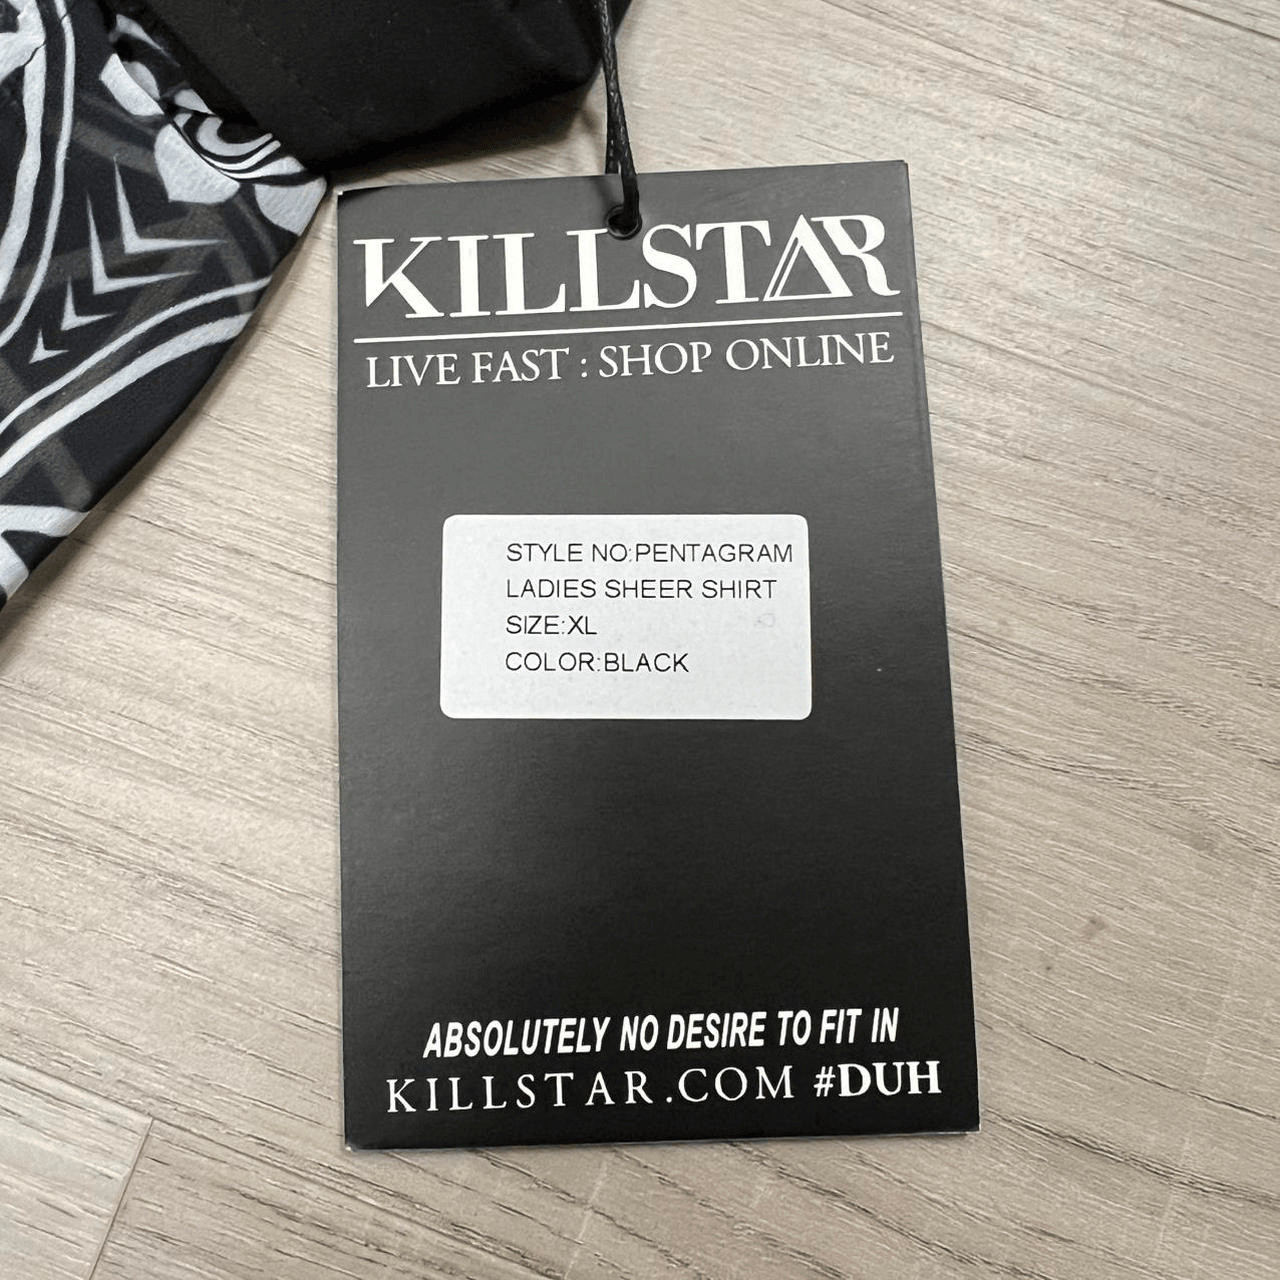 KILLSTAR
LIVE FAST : SHOP ONLINE
STYLE NO:PENTAGRAM
LADIES SHEER SHIRT
SIZE:XL
COLOR:BLACK
ABSOLUTELY NO DESIRE TO FIT IN
KILLSTAR.COM #DUH